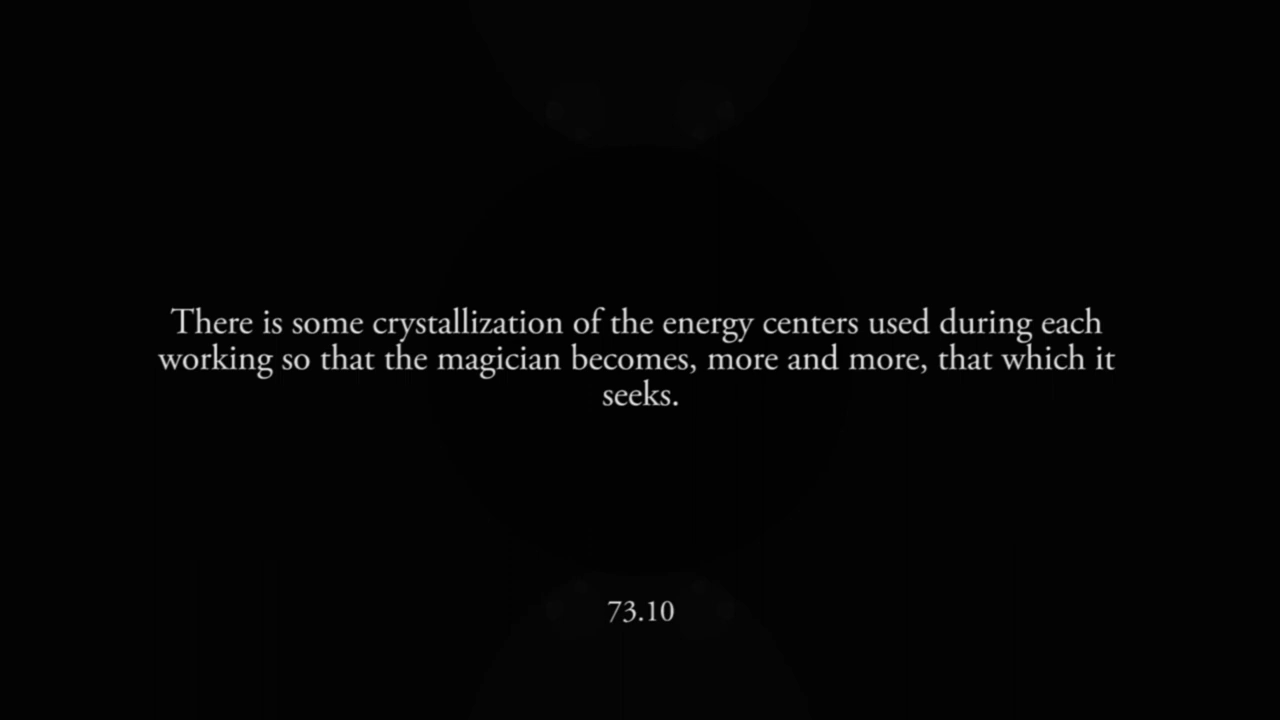 There is some crystallization of the energy centers used during each
working so that the magician becomes, more and more, that which it
seeks.
73.10